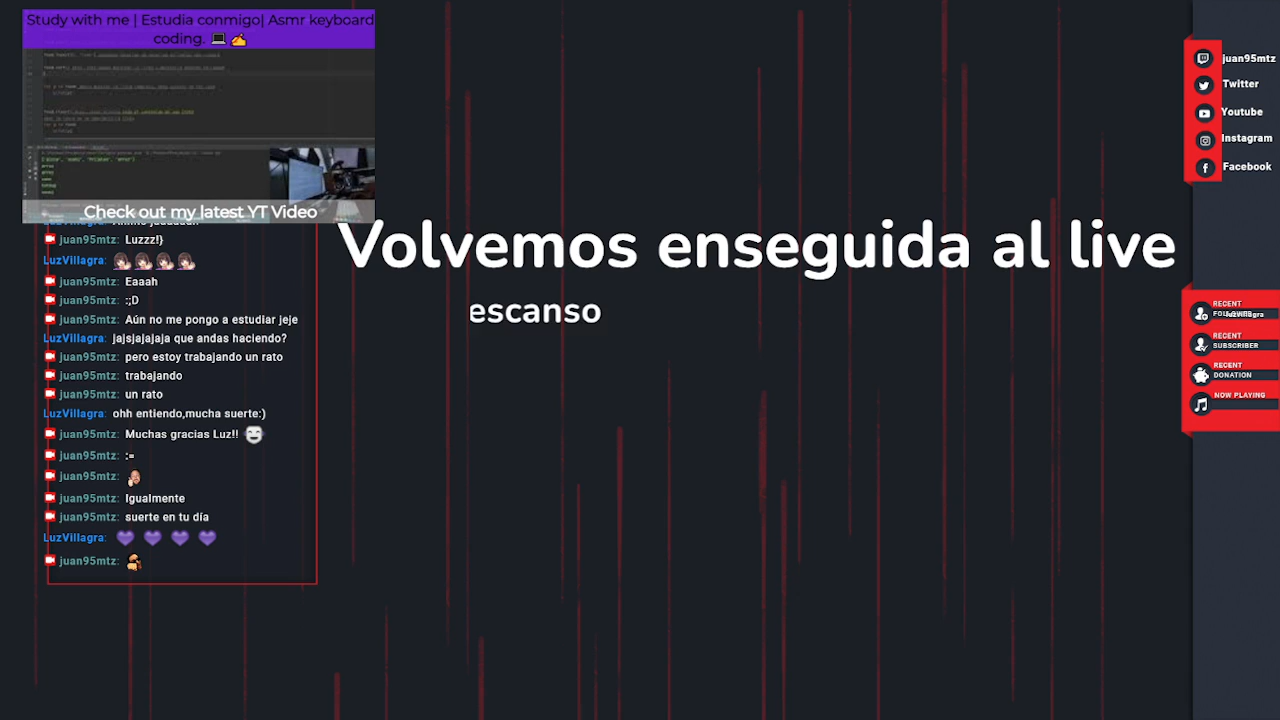 Study with me | Estudia conmigo| Asmr keyboard
coding.
Check out my latest YT Video
juan95mtz: Luzzz!}
LuzVillagra:
juan95mtz: Eaaah
juan95mtz: :;D
juan95mtz: Aún no me pongo a estudiar jeje
LuzVillagra: jajsjajajaja que andas haciendo?
juan95mtz: pero estoy trabajando un rato
juan95mtz: trabajando
juan95mtz: un rato
LuzVillagra: ohh entiendo,mucha suerte:)
juan95mtz: Muchas gracias Luz!!
juan95mtz: :=
juan95mtz:
juan95mtz: Igualmente
juan95mtz: suerte en tu día
LuzVillagra:
juan95mtz:
Volvemos enseguida al live
escanso
juan95mtz
Twitter
Youtube
Instagram
Facebook
RECENT
LuzVillagra
RECENT
SUBSCRIBER
RECENT
DONATION
NOW PLAYING